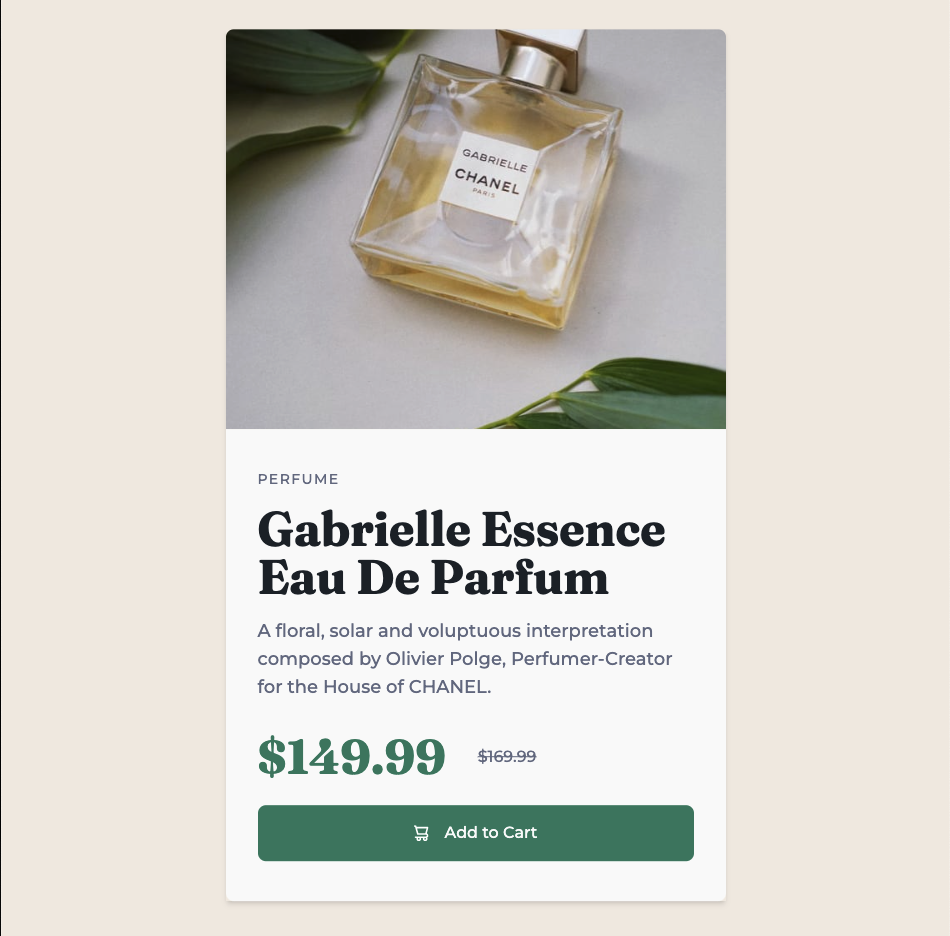 GABRIELLE
CHANEL
PARIS
PERFUME
Gabrielle Essence
Eau De Parfum
A floral, solar and voluptuous interpretation
composed by Olivier Polge, Perfumer-Creator
for the House of CHANEL.
$149.99 $169.99
Add to Cart